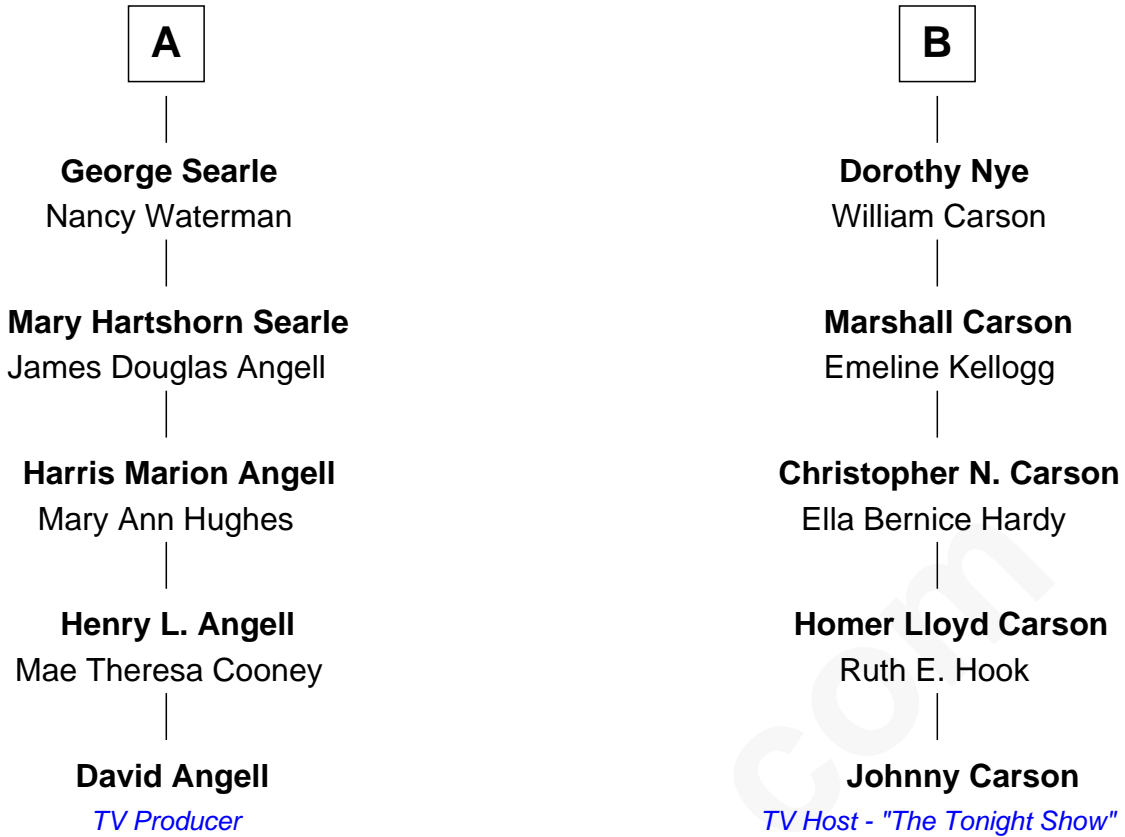 A
B
George Searle
Nancy Waterman
Dorothy Nye
William Carson
Mary Hartshorn Searle
James Douglas Angell
Marshall Carson
Emeline Kellogg
Harris Marion Angell
Mary Ann Hughes
Christopher N. Carson
Ella Bernice Hardy
Henry L. Angell
Mae Theresa Cooney
Homer Lloyd Carson
Ruth E. Hook
David Angell
TV Producer
Johnny Carson
TV Host - "The Tonight Show"
com